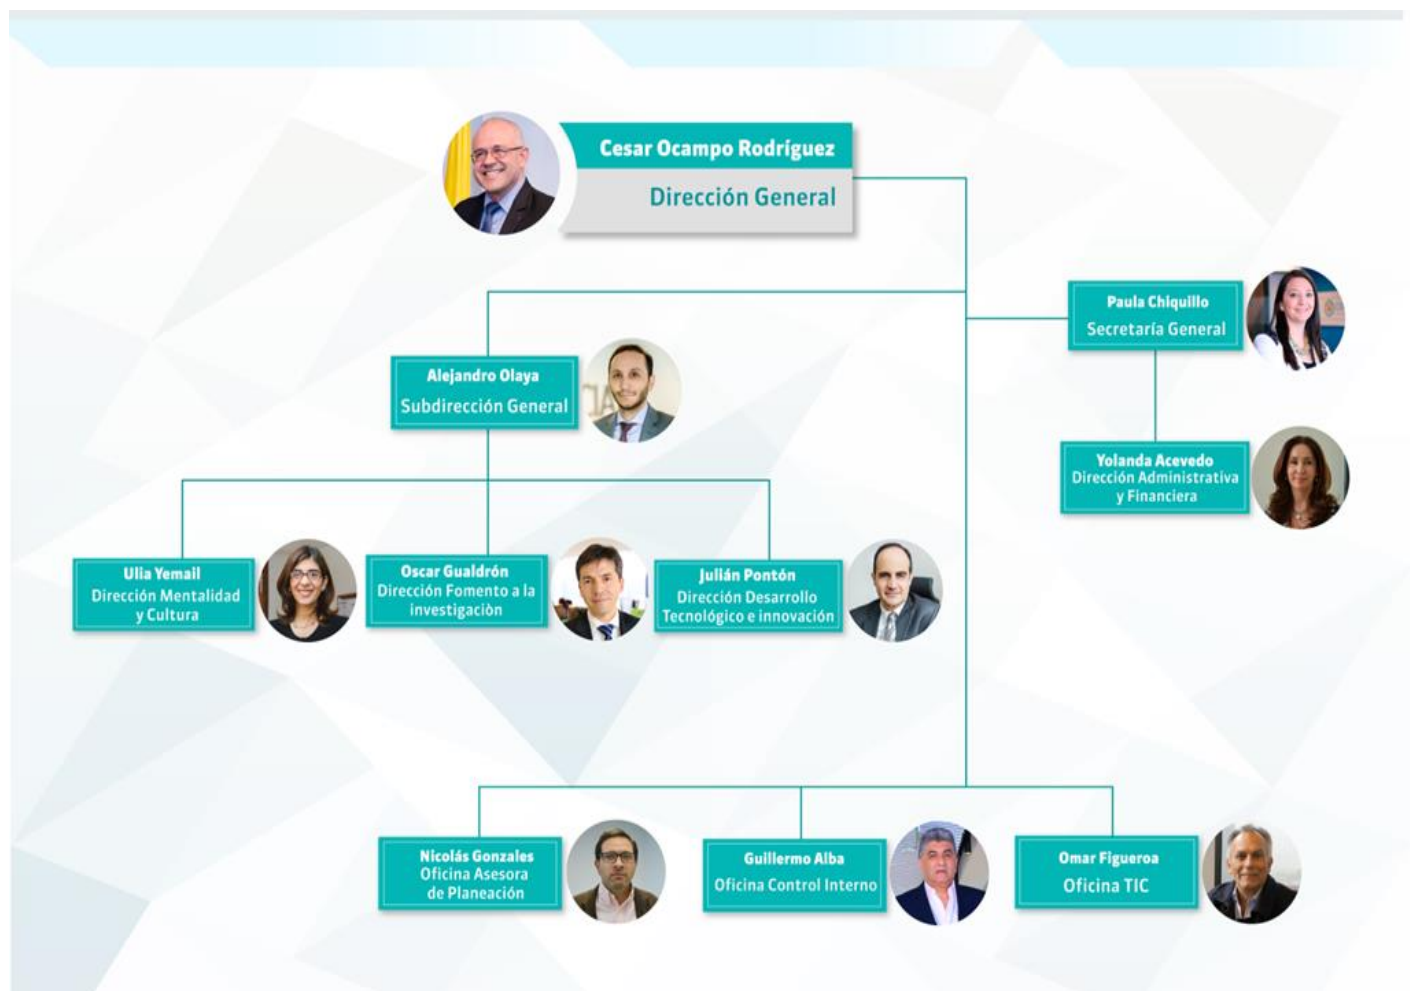 Cesar Ocampo Rodríguez
Dirección General
Paula Chiquillo
Secretaría General
Alejandro Olaya
Subdirección General
Yolanda Acevedo
Dirección Administrativa
y Financiera
Ulia Yemail
Dirección Mentalidad
y Cultura
Oscar Gualdrón
Dirección Fomento a la
investigaciòn
Julián Pontón
Dirección Desarrollo
Tecnológico e innovación
Nicolás Gonzales
Oficina Asesora
de Planeación
Guillermo Alba
Oficina Control Interno
Omar Figueroa
Oficina TIC